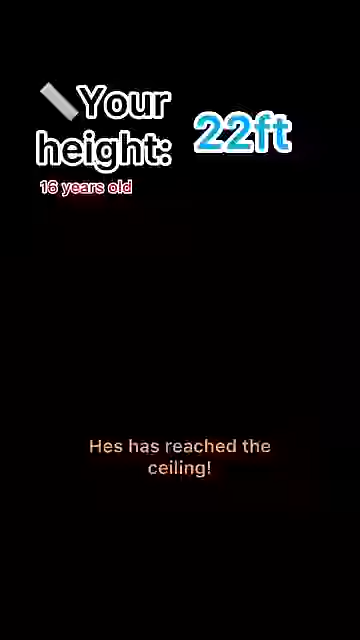 Your
height:
22ft
16 years old
Hes has reached the
ceiling!